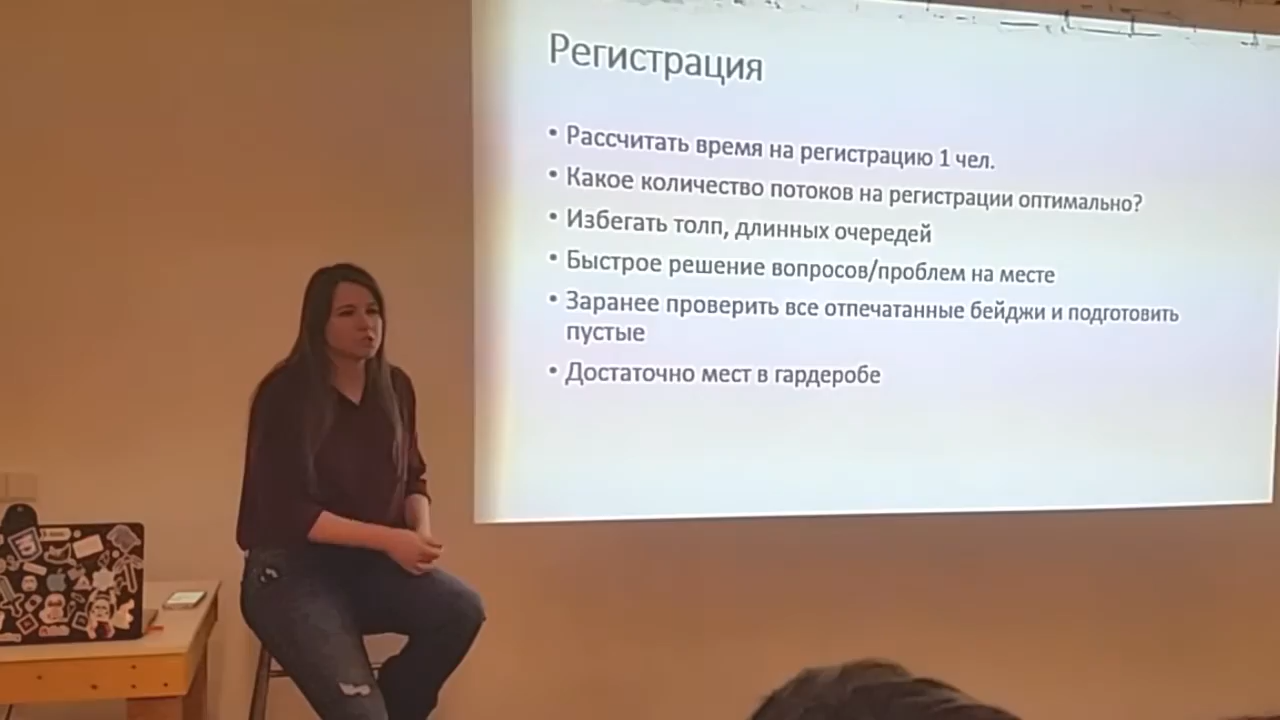 Регистрация
• Рассчитать время на регистрацию 1 чел.
• Какое количество потоков на регистрации оптимально?
• Избегать толп, длинных очередей
• Быстрое решение вопросов/проблем на месте
• Заранее проверить все отпечатанные бейджи и подготовить
пустые
• Достаточно мест в гардеробе